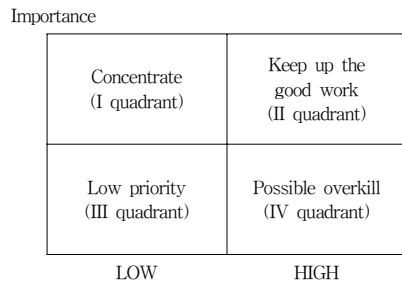 Importance
Concentrate
(Ⅰ quadrant)
Keep up the
good work
(Ⅱ quadrant)
Low priority
(Ⅲ quadrant)
Possible overkill
(Ⅳ quadrant)
LOW
HIGH